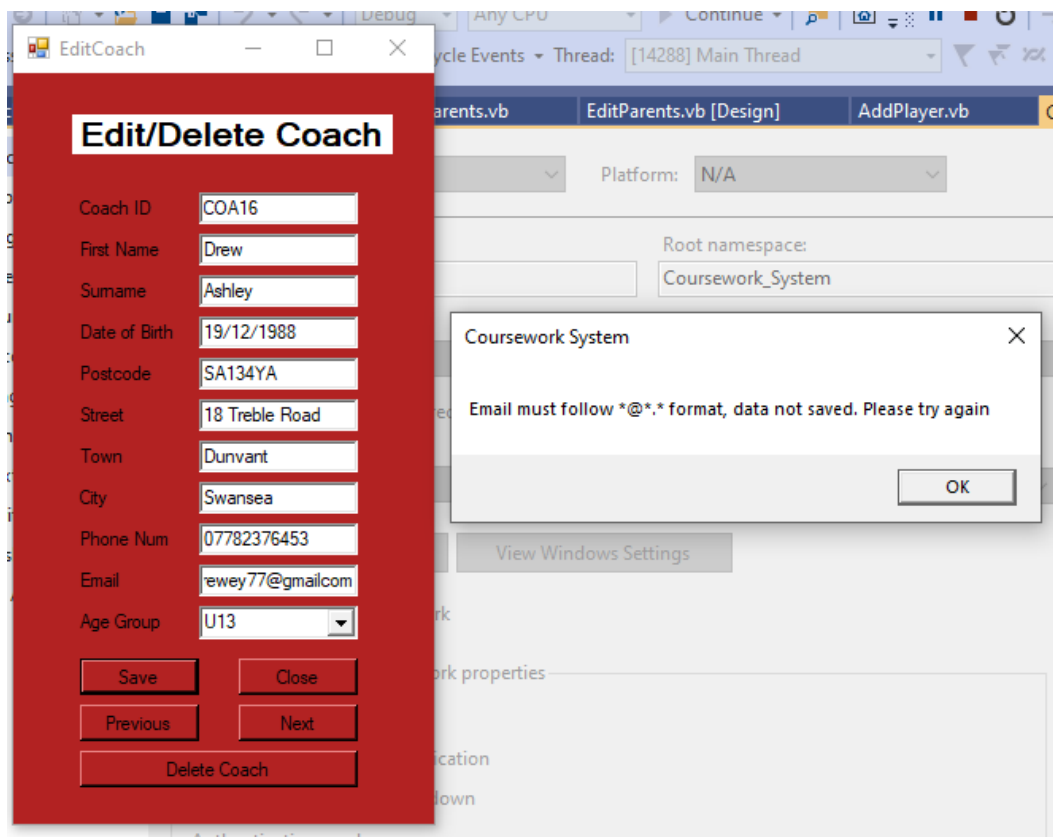 Debug Any CPU Continue
EditCoach
ycle Events Thread: [14288] Main Thread
arents.vb EditParents.vb [Design] AddPlayer.vb
Edit/Delete Coach
Platform: N/A
Coach ID COA16
First Name Drew
Root namespace:
Coursework_System
Surname Ashley
Date of Birth 19/12/1988
Coursework System
Postcode SA134YA
Street 18 Treble Road
Email must follow *@*.* format, data not saved. Please try again
Town Dunvant
City Swansea
OK
Phone Num 07782376453
View Windows Settings
Email rewey77@gmailcom
Age Group U13
rk
Save Close
ork properties
Previous Next
ication
Delete Coach
down